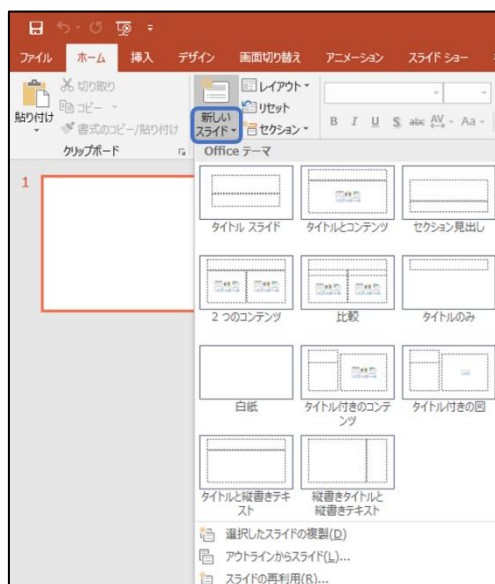 ファイル ホーム 挿入 デザイン 画面切り替え アニメーション スライド ショー
切り取り
コピー
書式のコピー/貼り付け
貼り付け
クリップボード
新しい
スライド
レイアウト
リセット
セクション
B I U S abc AV Aa
Office テーマ
1
タイトル スライド タイトルとコンテンツ セクション見出し
2 つのコンテンツ 比較 タイトルのみ
白紙 タイトル付きのコンテ
ンツ
タイトル付きの図
タイトルと縦書きテキ
スト
縦書きタイトルと
縦書きテキスト
選択したスライドの複製(D)
アウトラインからスライド(L)...
スライドの再利用(R)...